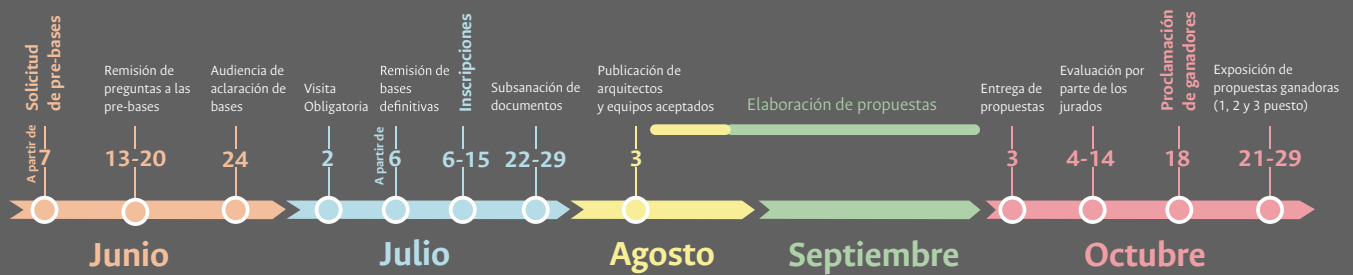 A partir de
Solicitud
de pre-bases
7
Remisión de
preguntas a las
pre-bases
13-20
Audiencia de
aclaración de
bases
24
Visita
Obligatoria
2
Remisión de
bases
definitivas
A partir de
6
Inscripciones
6-15
Subsanación de
documentos
22-29
Publicación de
arquitectos
y equipos aceptados
3
Elaboración de propuestas
Entrega de
propuestas
3
Evaluación por
parte de los
jurados
4-14
Proclamación
de ganadores
18
Exposición de
propuestas ganadoras
(1, 2 y 3 puesto)
21-29
Junio
Julio
Agosto
Septiembre
Octubre